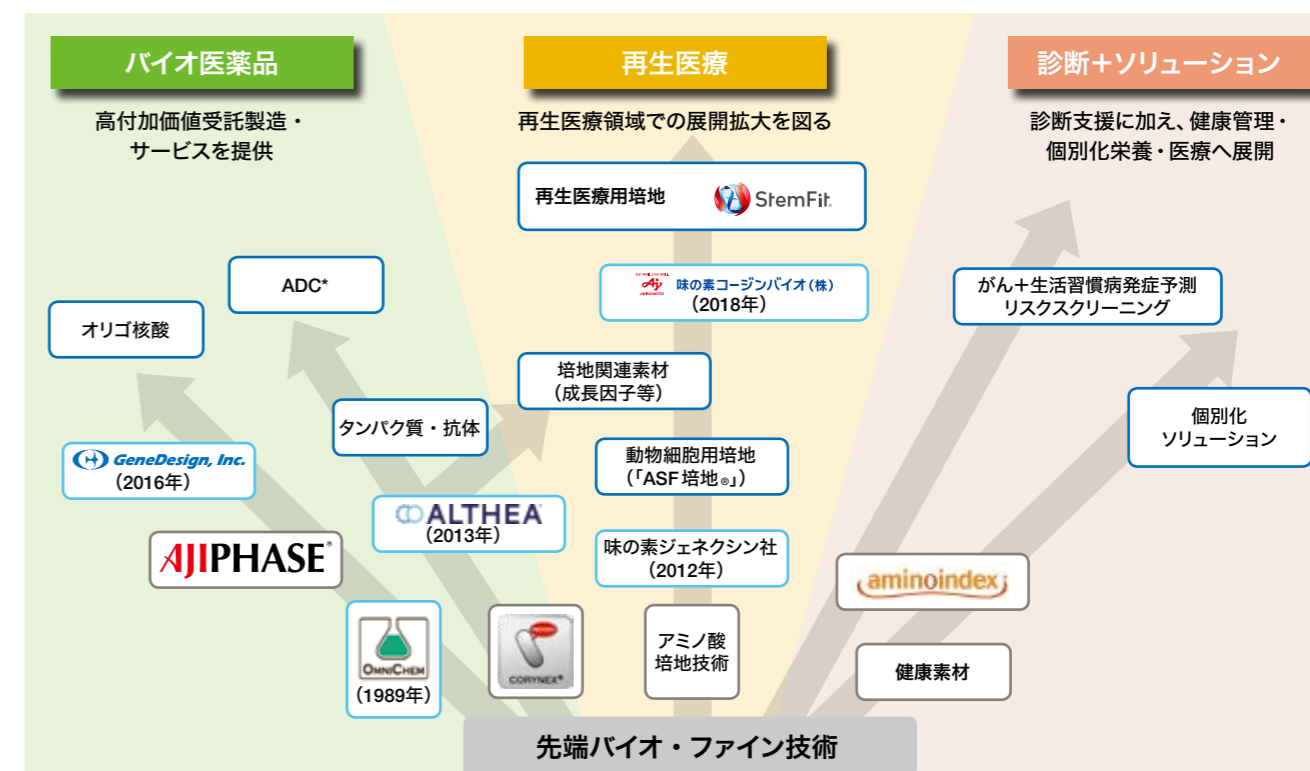 バイオ医薬品
高付加価値受託製造・
サービスを提供
ADC*
オリゴ核酸
タンパク質・抗体
GeneDesign, Inc.
(2016年)
ALTHEA
(2013年)
AJIPHASE®
OMNICHEM
(1989年)
CORYNEX®
再生医療
再生医療領域での展開拡大を図る
再生医療用培地
StemFit
味の素コージンバイオ(株)
(2018年)
培地関連素材
(成長因子等)
動物細胞用培地
(「ASF培地®」)
味の素ジェネクシン社
(2012年)
アミノ酸
培地技術
診断+ソリューション
診断支援に加え、健康管理・
個別化栄養・医療へ展開
がん+生活習慣病発症予測
リスクスクリーニング
個別化
ソリューション
aminoindex
健康素材
先端バイオ・ファイン技術